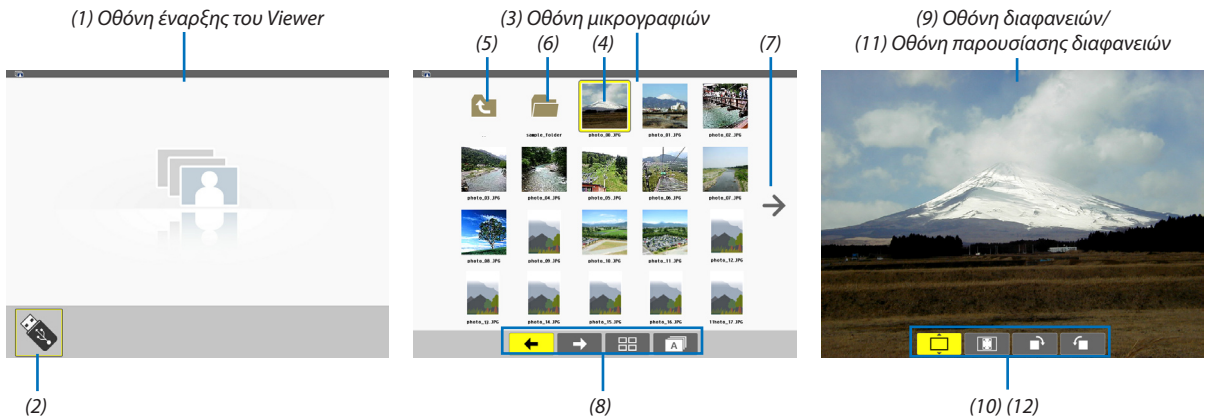 (1) Οθόνη έναρξης του Viewer
(3) Οθόνη μικρογραφιών
(9) Οθόνη διαφανειών/
(11) Οθόνη παρουσίασης διαφανειών
(5) (6) (4) (7)
sample_folder photo_00.JPG photo_01.JPG photo_02.JPG
photo_03.JPG photo_04.JPG photo_05.JPG photo_06.JPG photo_07.JPG
photo_08.JPG photo_09.JPG photo_10.JPG photo_11.JPG photo_12.JPG
photo_13.JPG photo_14.JPG photo_15.JPG photo_16.JPG
A
(2)
(8)
(10) (12)